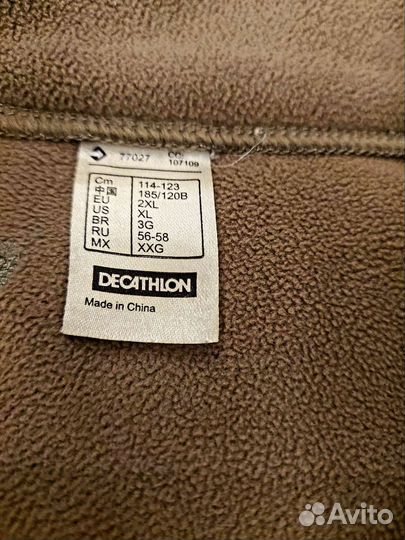 77027 CC: 107109
Cm 114-123
中国 185/120B
EU 2XL
US XL
BR 3G
RU 56-58
MX XXG
DECATHLON
Made in China
Avito